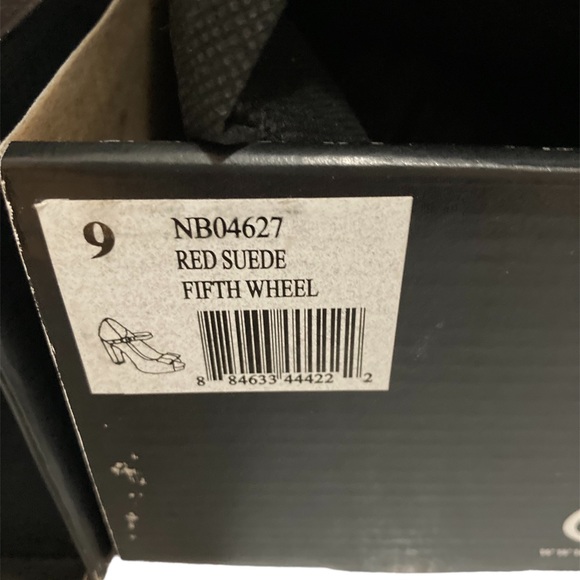 9
NB04627
RED SUEDE
FIFTH WHEEL
8 84633 44422 2